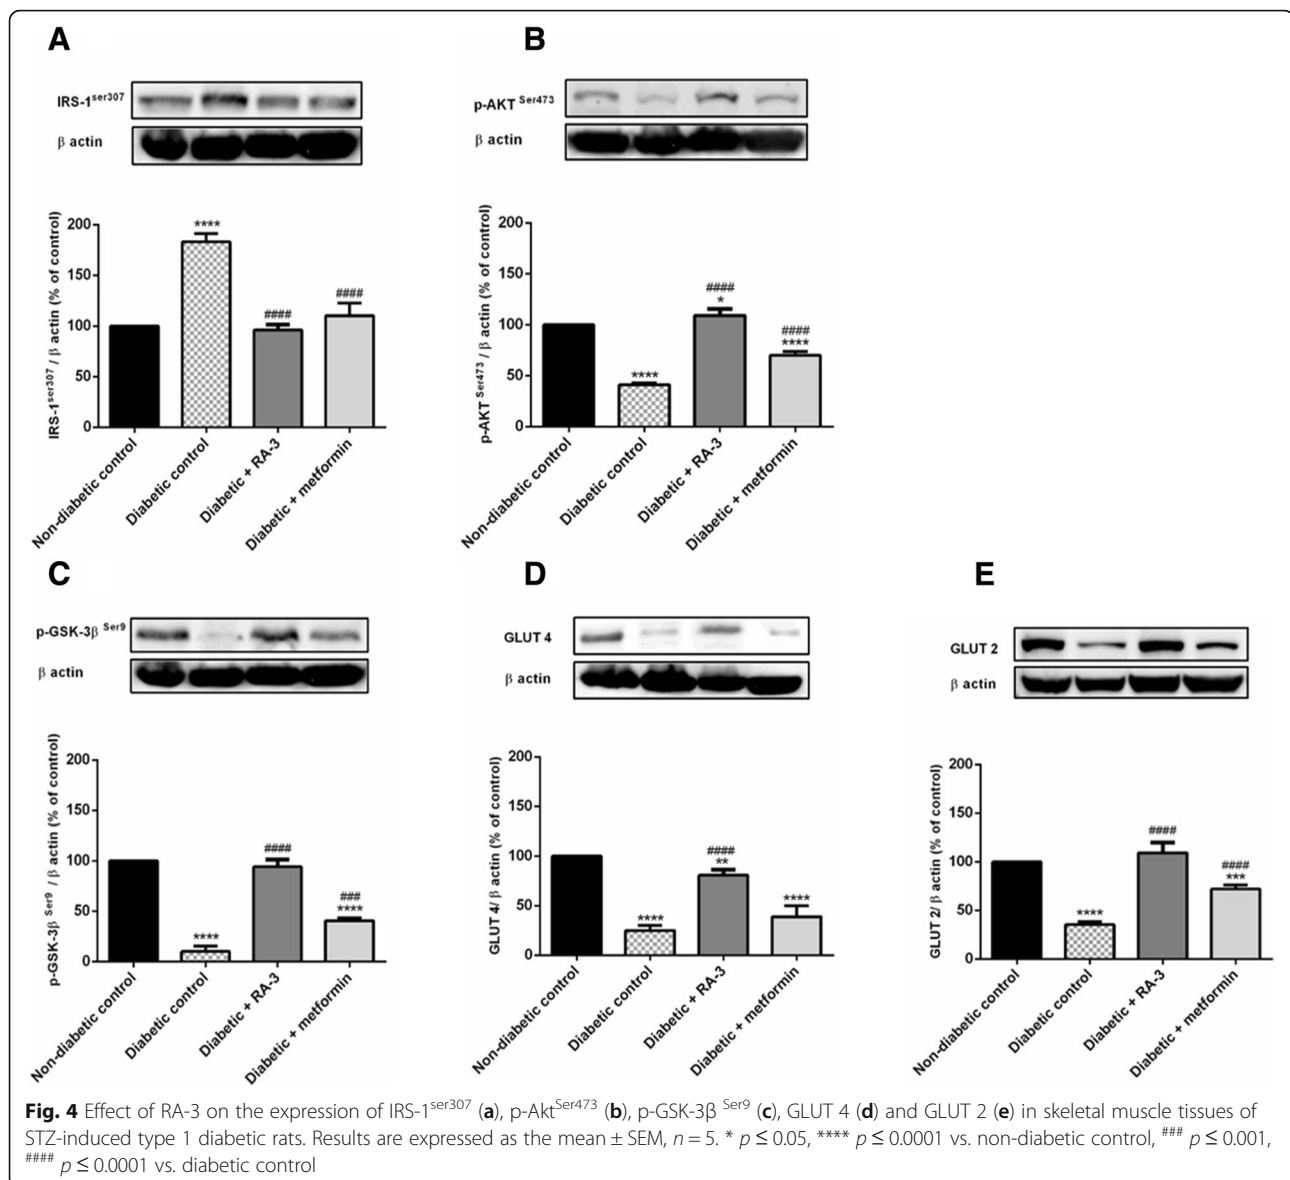 A
IRS-1ser307
β actin
IRS-1ser307 / β actin (% of control)
200
150
100
50
0
****
####
####
Non-diabetic control
Diabetic control
Diabetic + RA-3
Diabetic + metformin
B
p-AKT Ser473
β actin
p-AKT Ser473 / β actin (% of control)
200
150
100
50
0
****
####
*
####
****
Non-diabetic control
Diabetic control
Diabetic + RA-3
Diabetic + metformin
C
p-GSK-3β Ser9
β actin
p-GSK-3β Ser9 / β actin (% of control)
200
150
100
50
0
****
####
###
****
Non-diabetic control
Diabetic control
Diabetic + RA-3
Diabetic + metformin
D
GLUT 4
β actin
GLUT 4/ β actin (% of control)
200
150
100
50
0
****
####
**
****
Non-diabetic control
Diabetic control
Diabetic + RA-3
Diabetic + metformin
E
GLUT 2
β actin
GLUT 2/ β actin (% of control)
200
150
100
50
0
****
####
####
***
Non-diabetic control
Diabetic control
Diabetic + RA-3
Diabetic + metformin
Fig. 4 Effect of RA-3 on the expression of IRS-1ser307 (a), p-AktSer473 (b), p-GSK-3β Ser9 (c), GLUT 4 (d) and GLUT 2 (e) in skeletal muscle tissues of
STZ-induced type 1 diabetic rats. Results are expressed as the mean ± SEM, n = 5. * p ≤ 0.05, **** p ≤ 0.0001 vs. non-diabetic control, ### p ≤ 0.001,
#### p ≤ 0.0001 vs. diabetic control